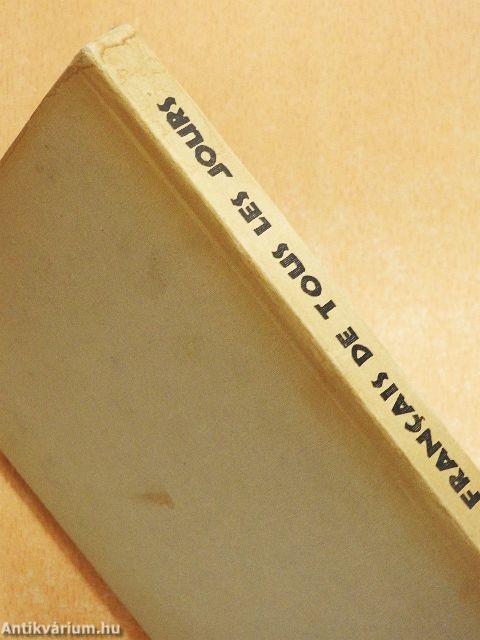 FRANÇAIS DE TOUS LES JOURS
Antikvárium.hu